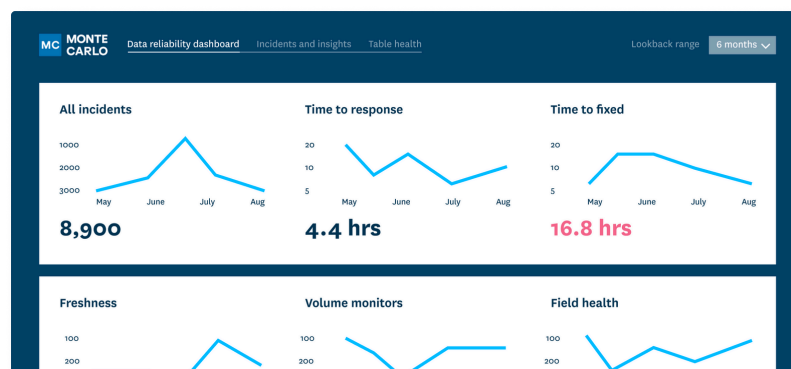 MC MONTE CARLO
Data reliability dashboard Incidents and insights Table health
Lookback range 6 months
All incidents
1000
2000
3000
May June July Aug
8,900
Time to response
20
10
5
May June July Aug
4.4 hrs
Time to fixed
20
10
5
May June July Aug
16.8 hrs
Freshness
100
200
Volume monitors
100
200
Field health
100
200